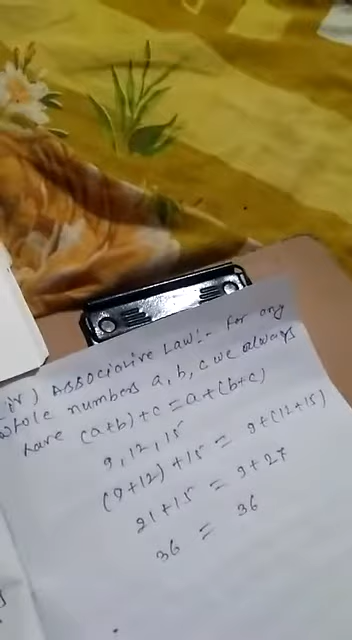 iv) Associative Law:- For any
whole numbers a, b, c we always
have (a+b)+c = a+(b+c)
9, 12, 15
(9+12)+15 = 9+(12+15)
21+15 = 9+27
36 = 36